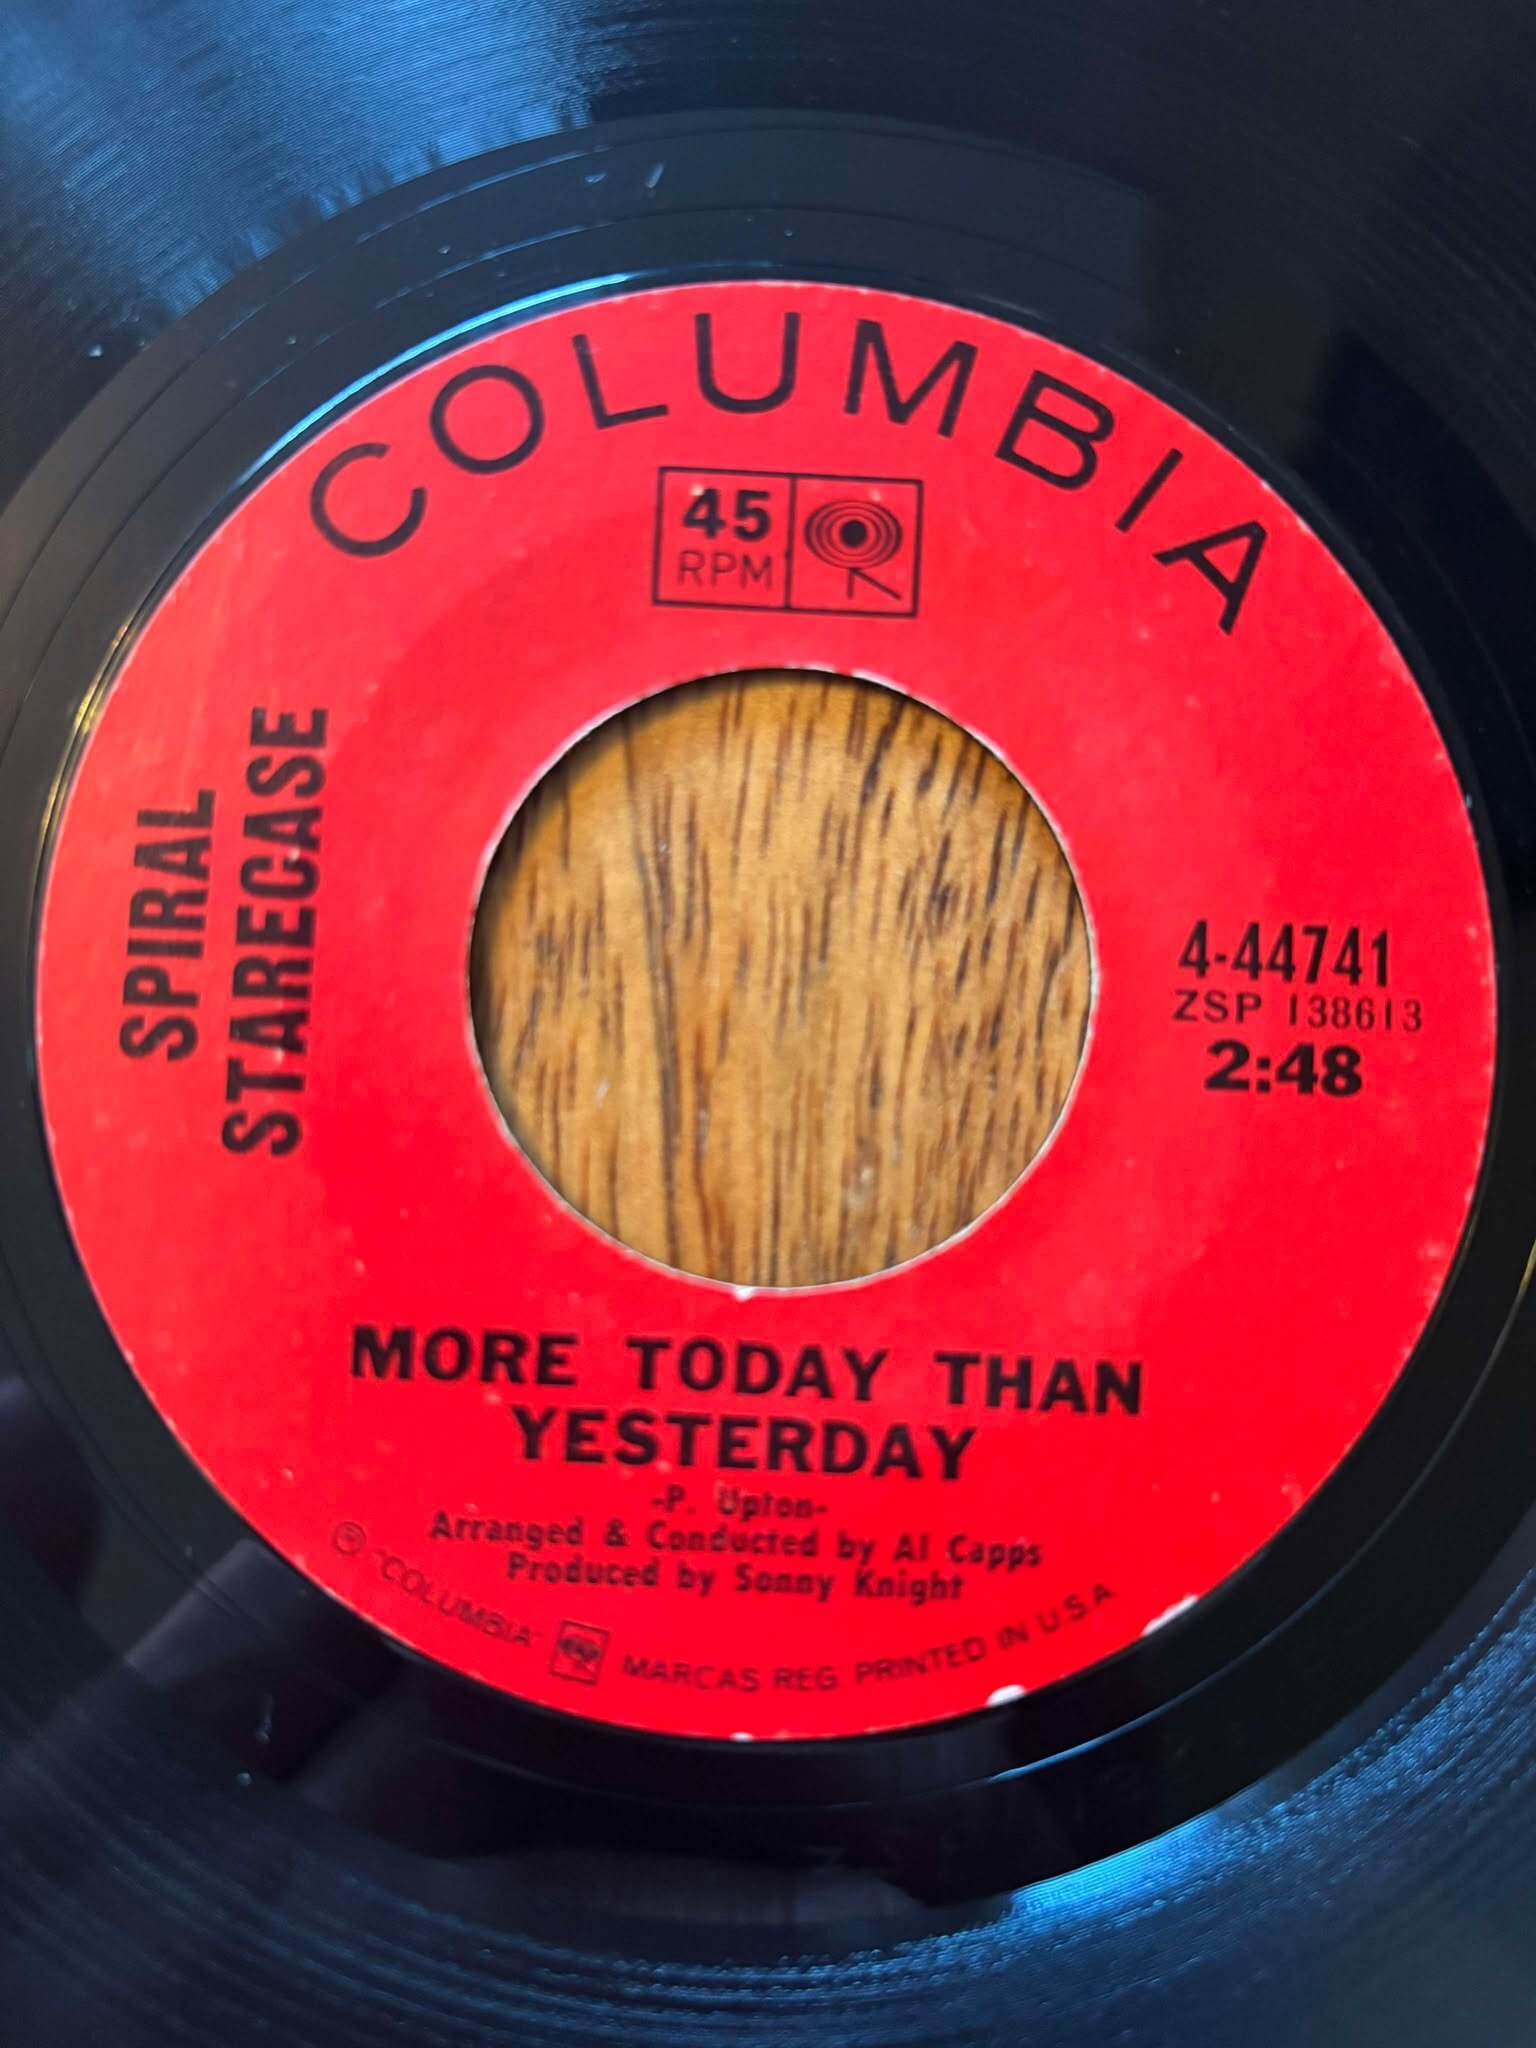 COLUMBIA
45
RPM
SPIRAL
STARECASE
4-44741
ZSP 138613
2:48
MORE TODAY THAN
YESTERDAY
-P. Upton-
Arranged & Conducted by Al Capps
Produced by Sonny Knight
℗ "COLUMBIA" MARCAS REG. PRINTED IN U.S.A.